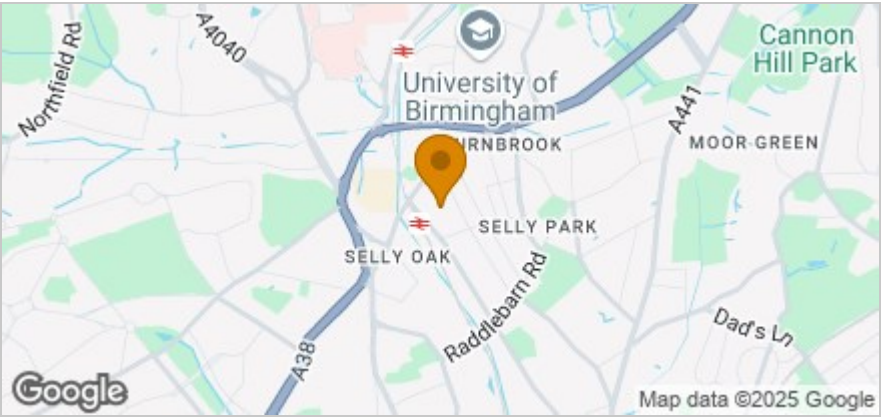 Northfield Rd
A4040
University of
Birmingham
Cannon
Hill Park
A441
URNBROOK
MOOR GREEN
SELLY PARK
SELLY OAK
Raddlebarn Rd
Dad's Ln
A38
Google
Map data ©2025 Google